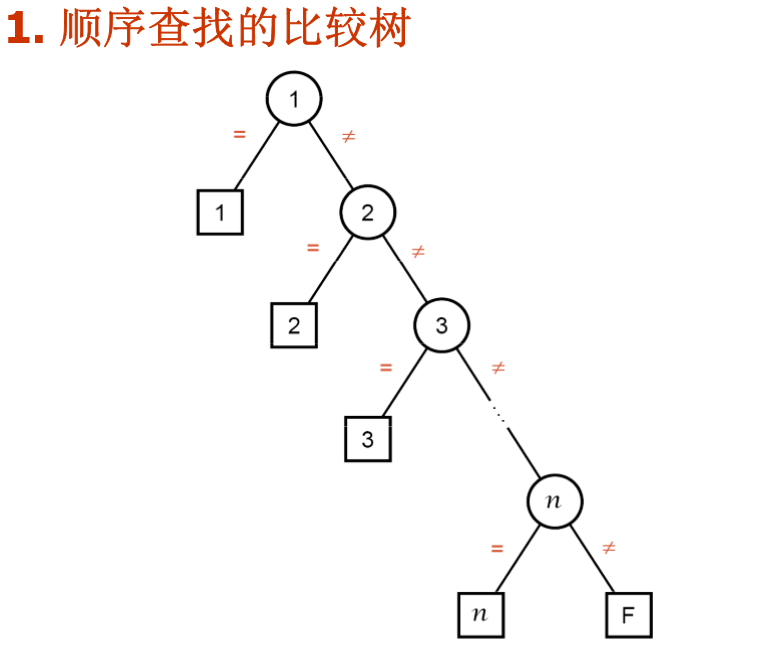 1. 顺序查找的比较树
1
= ≠
1 2
= ≠
2 3
= ≠
3
n
= ≠
n F